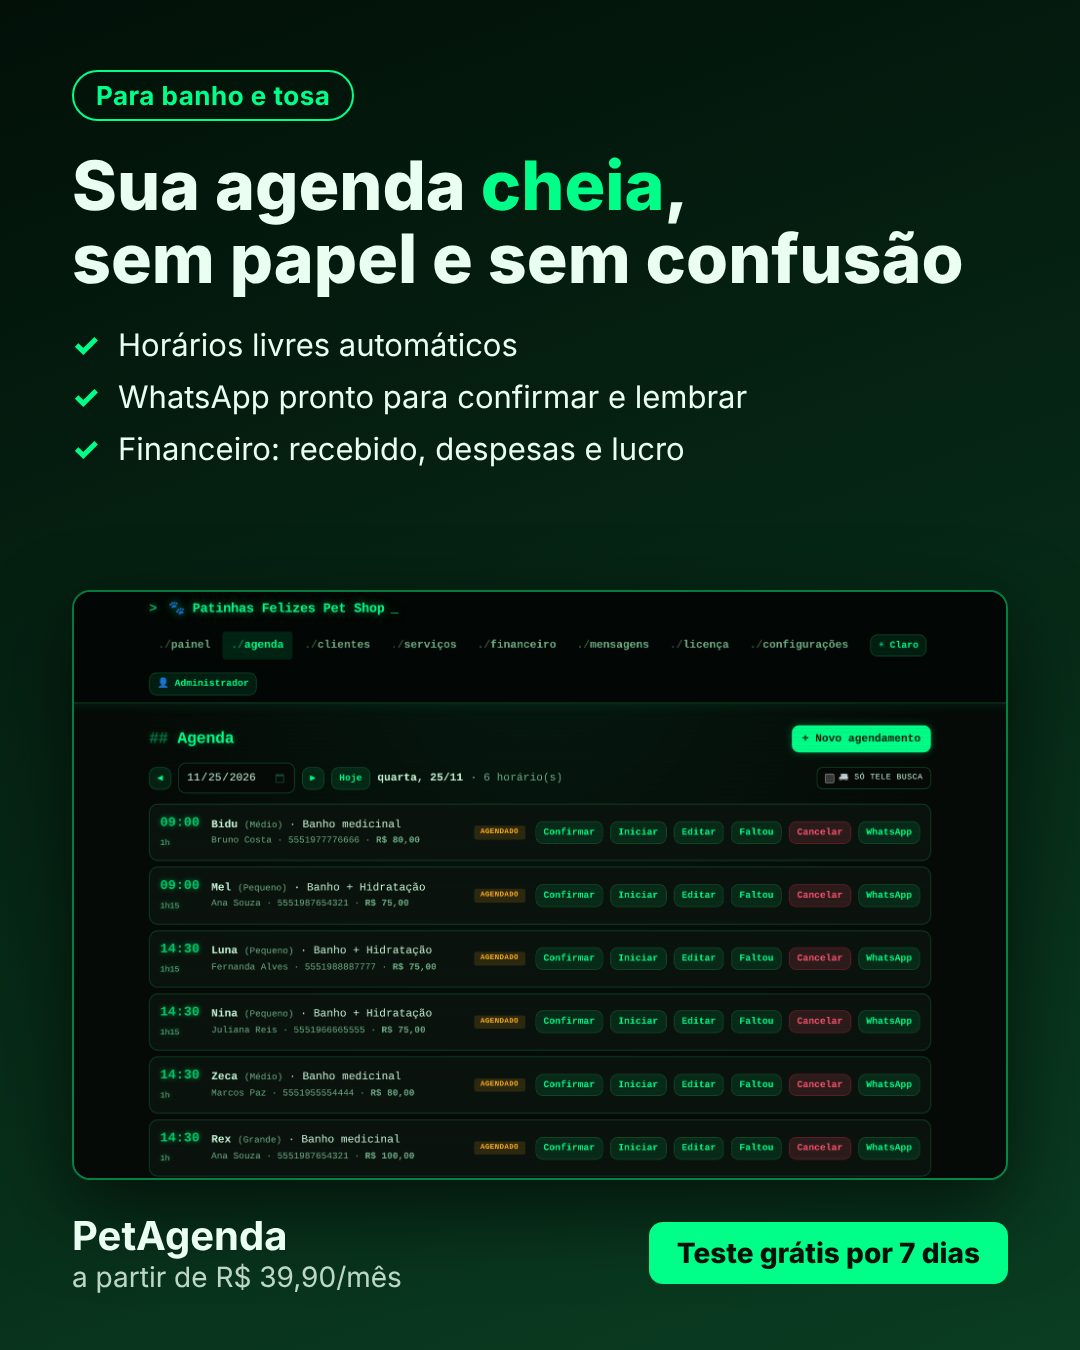 Para banho e tosa
Sua agenda cheia,
sem papel e sem confusão
✓ Horários livres automáticos
✓ WhatsApp pronto para confirmar e lembrar
✓ Financeiro: recebido, despesas e lucro
> 🐾 Patinhas Felizes Pet Shop _
./painel ./agenda ./clientes ./serviços ./financeiro ./mensagens ./licença ./configurações ☀ Claro
👤 Administrador
## Agenda + Novo agendamento
◀ 11/25/2026 ▶ Hoje quarta, 25/11 · 6 horário(s) 🚐 SÓ TELE BUSCA
09:00 Bidu (Médio) · Banho medicinal AGENDADO Confirmar Iniciar Editar Faltou Cancelar WhatsApp
1h Bruno Costa · 5551977776666 · R$ 80,00
09:00 Mel (Pequeno) · Banho + Hidratação AGENDADO Confirmar Iniciar Editar Faltou Cancelar WhatsApp
1h15 Ana Souza · 5551987654321 · R$ 75,00
14:30 Luna (Pequeno) · Banho + Hidratação AGENDADO Confirmar Iniciar Editar Faltou Cancelar WhatsApp
1h15 Fernanda Alves · 5551988887777 · R$ 75,00
14:30 Nina (Pequeno) · Banho + Hidratação AGENDADO Confirmar Iniciar Editar Faltou Cancelar WhatsApp
1h15 Juliana Reis · 5551966665555 · R$ 75,00
14:30 Zeca (Médio) · Banho medicinal AGENDADO Confirmar Iniciar Editar Faltou Cancelar WhatsApp
1h Marcos Paz · 5551955554444 · R$ 80,00
14:30 Rex (Grande) · Banho medicinal AGENDADO Confirmar Iniciar Editar Faltou Cancelar WhatsApp
1h Ana Souza · 5551987654321 · R$ 100,00
PetAgenda
a partir de R$ 39,90/mês
Teste grátis por 7 dias